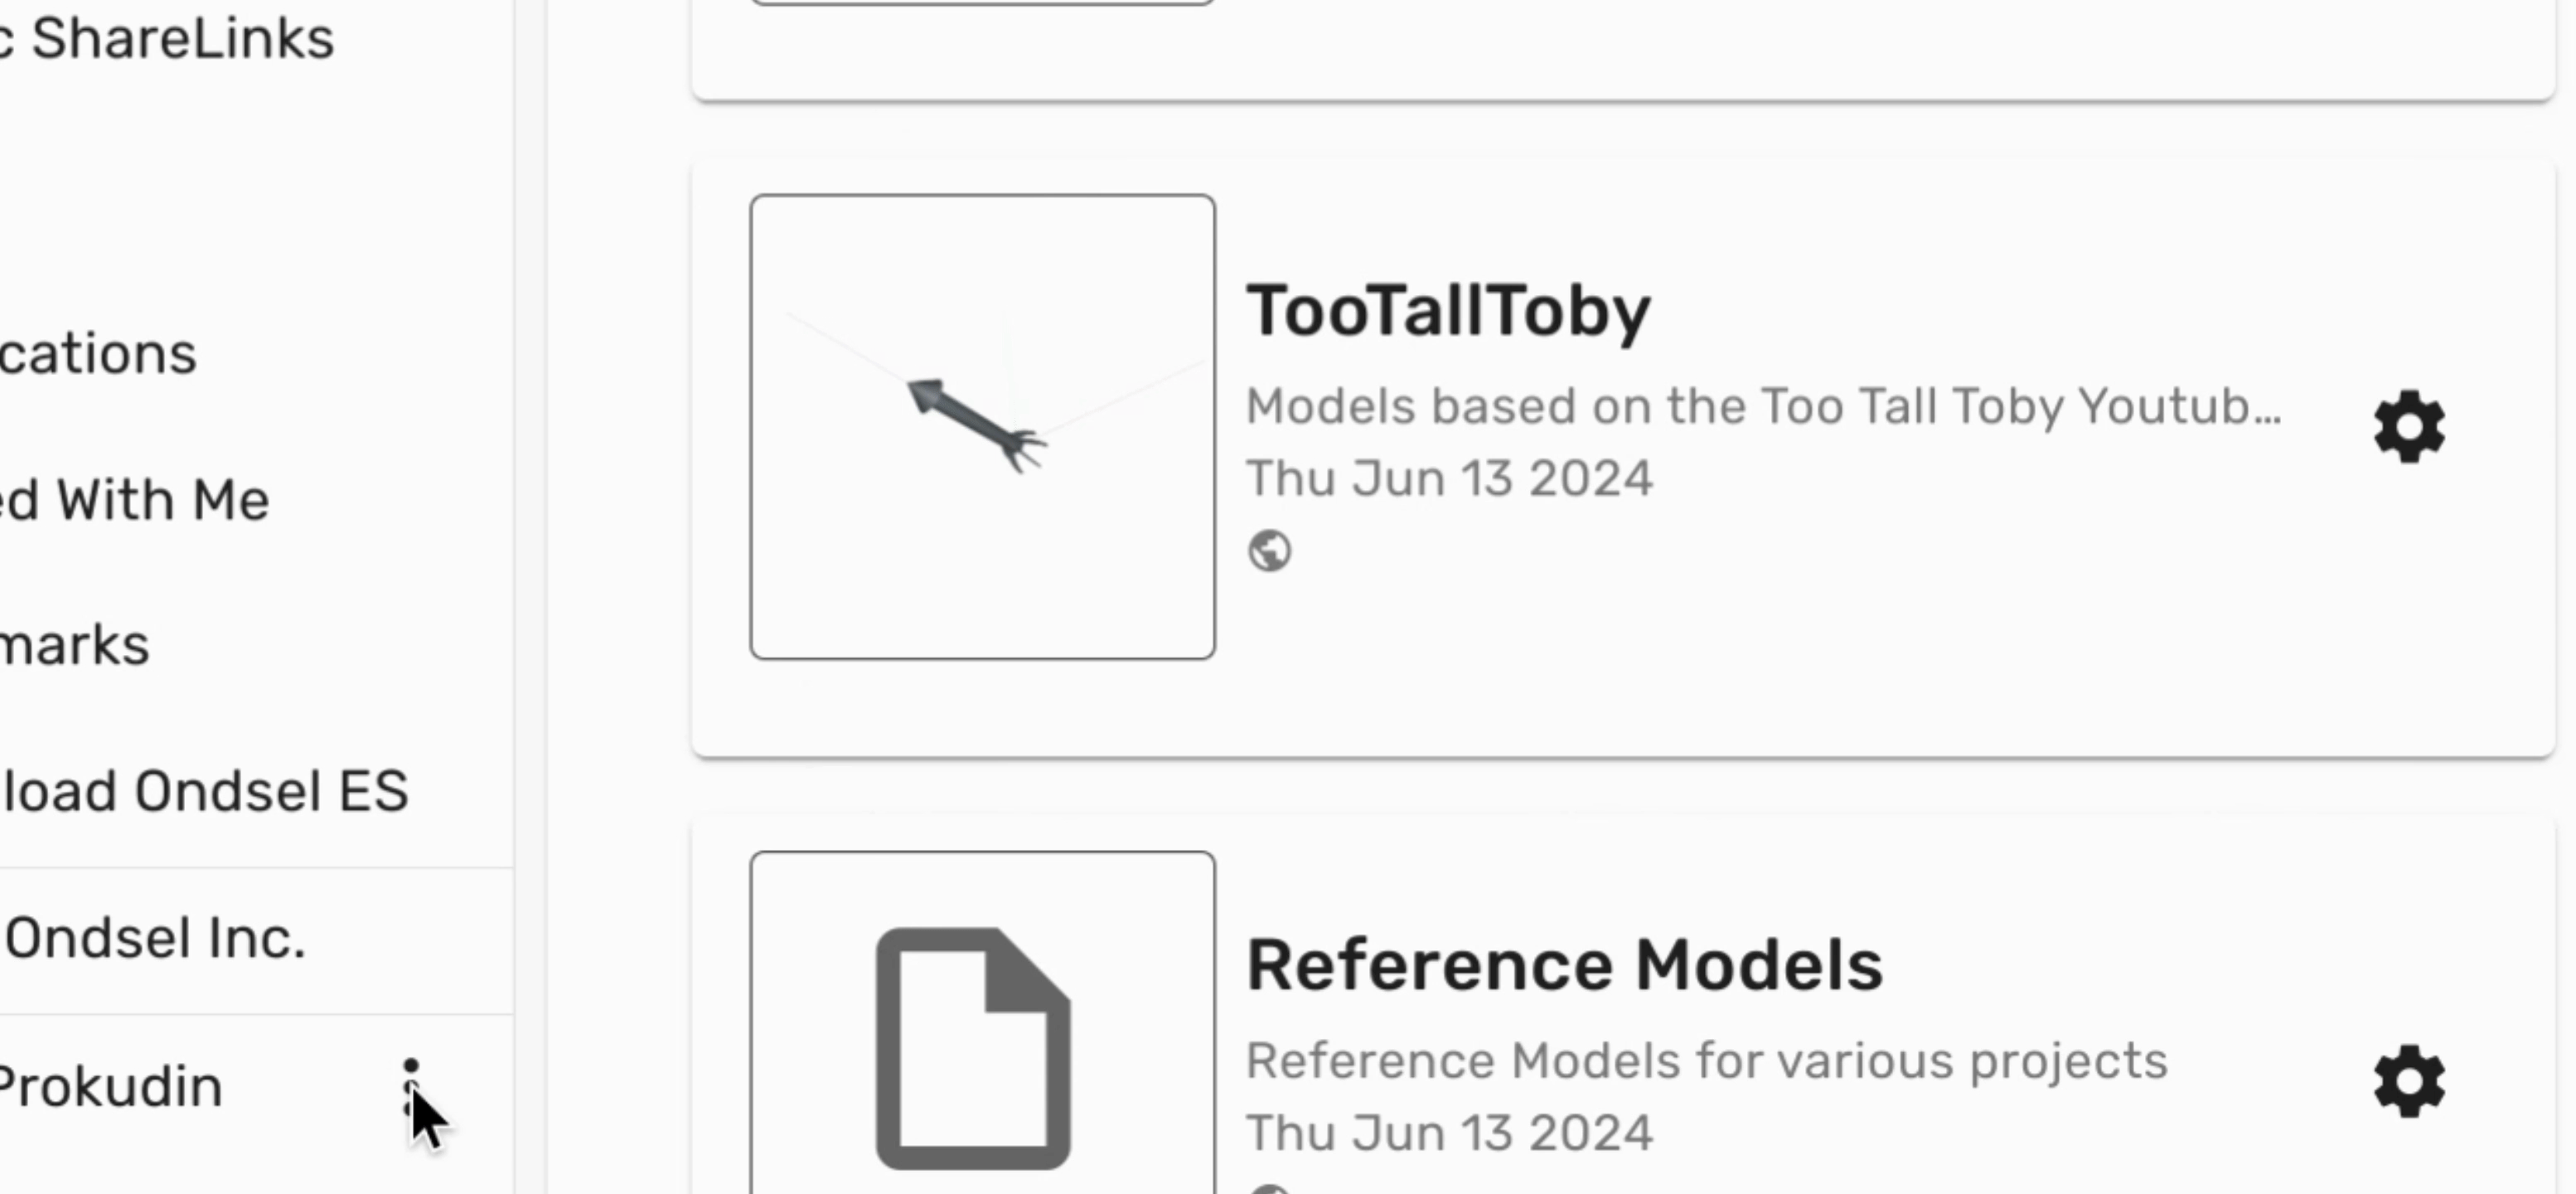 c ShareLinks
cations
ed With Me
marks
load Ondsel ES
Ondsel Inc.
Prokudin
TooTallToby
Models based on the Too Tall Toby Youtub...
Thu Jun 13 2024
Reference Models
Reference Models for various projects
Thu Jun 13 2024